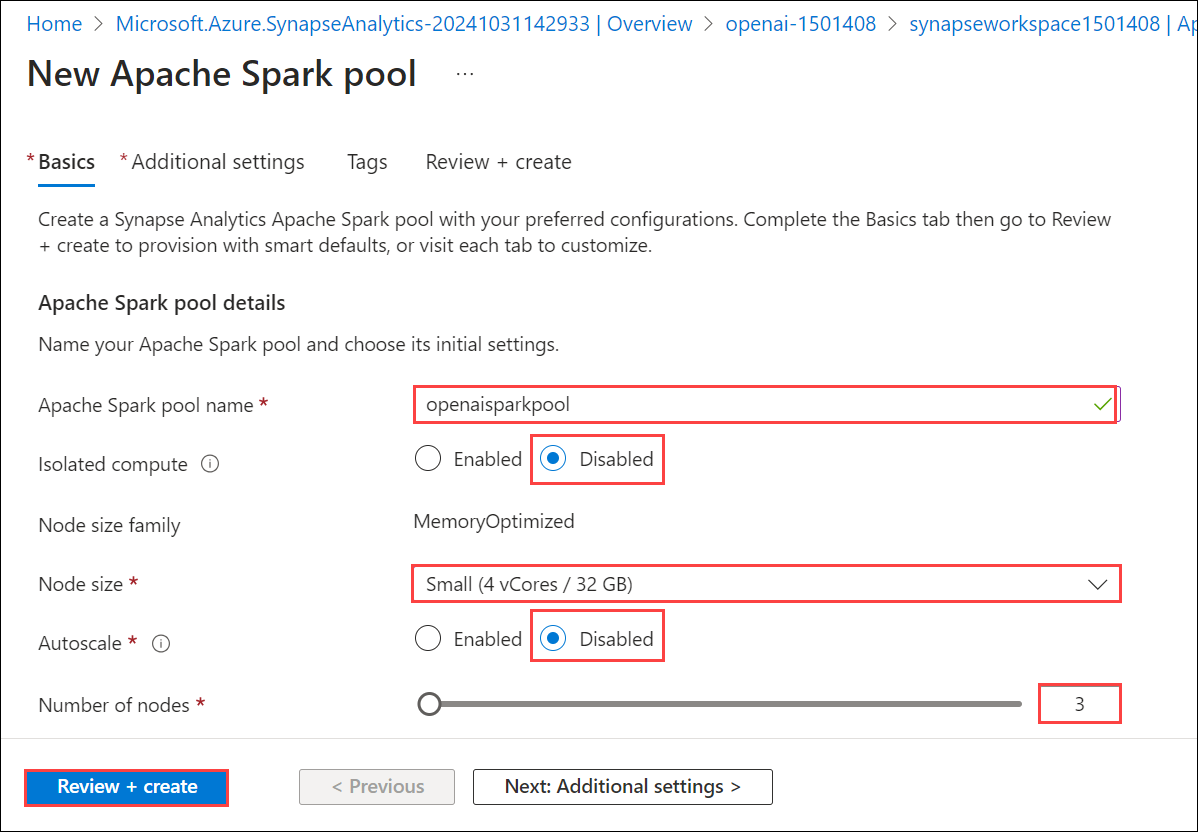 Home > Microsoft.Azure.SynapseAnalytics-20241031142933 | Overview > openai-1501408 > synapseworkspace1501408 | Ap
New Apache Spark pool ...
* Basics * Additional settings Tags Review + create
Create a Synapse Analytics Apache Spark pool with your preferred configurations. Complete the Basics tab then go to Review
+ create to provision with smart defaults, or visit each tab to customize.
Apache Spark pool details
Name your Apache Spark pool and choose its initial settings.
Apache Spark pool name * openaisparkpool
Isolated compute Enabled Disabled
Node size family MemoryOptimized
Node size * Small (4 vCores / 32 GB)
Autoscale * Enabled Disabled
Number of nodes * 3
Review + create < Previous Next: Additional settings >